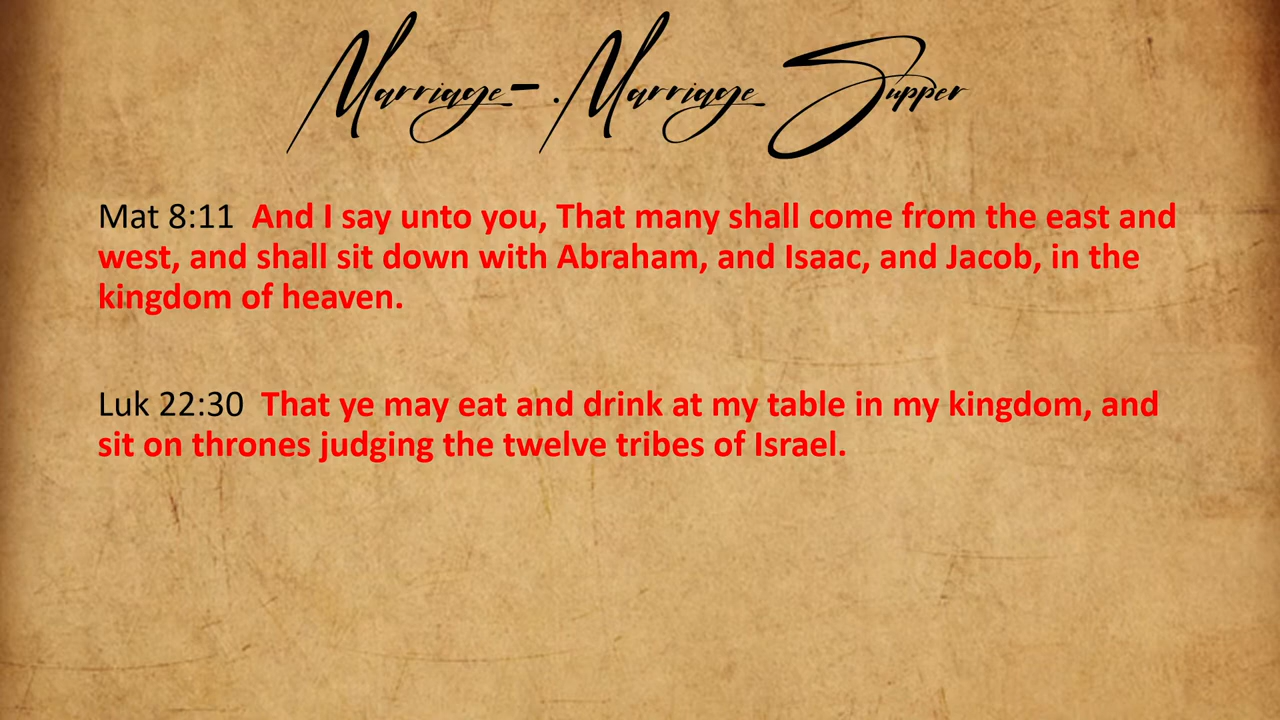 Marriage- .Marriage Supper
Mat 8:11  And I say unto you, That many shall come from the east and
west, and shall sit down with Abraham, and Isaac, and Jacob, in the
kingdom of heaven.
Luk 22:30  That ye may eat and drink at my table in my kingdom, and
sit on thrones judging the twelve tribes of Israel.